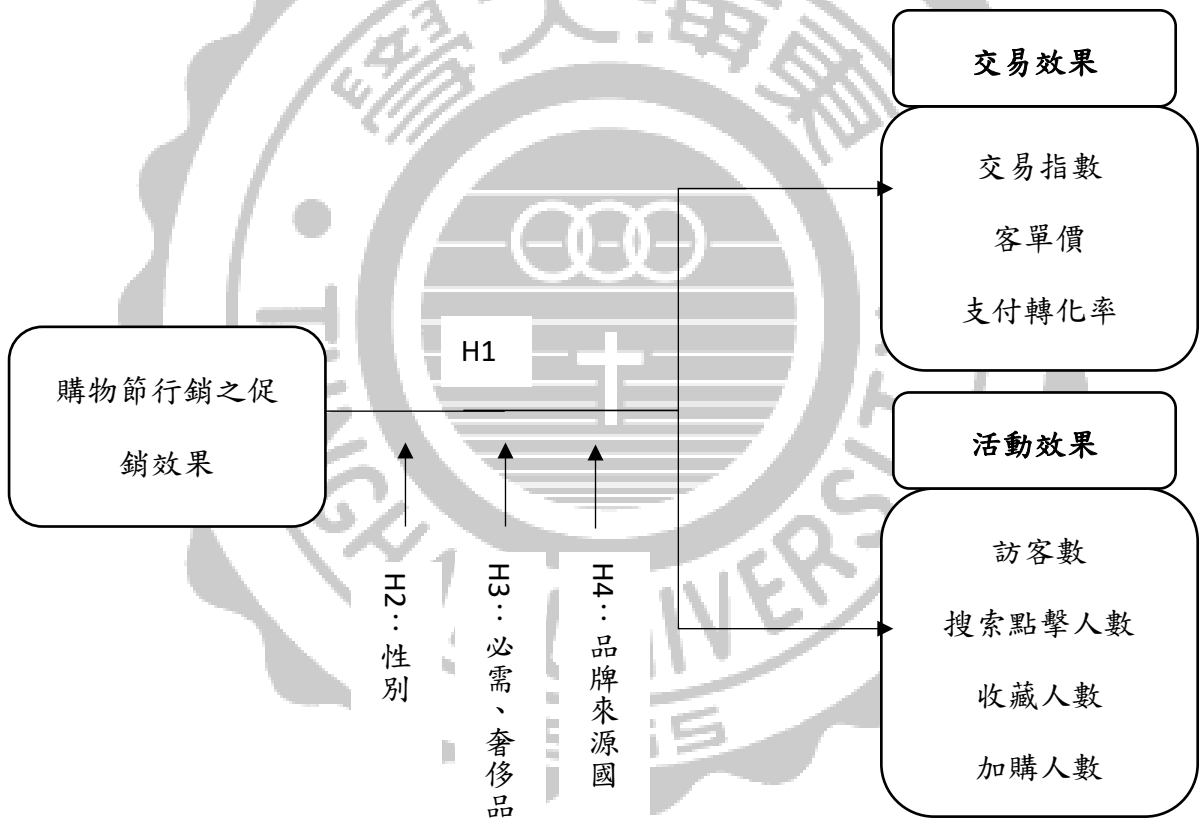 交易效果
交易指數
客單價
支付轉化率
H1
購物節行銷之促
銷效果
活動效果
訪客數
搜索點擊人數
收藏人數
加購人數
H2：性別
H3：必需、奢侈品
H4：品牌來源國